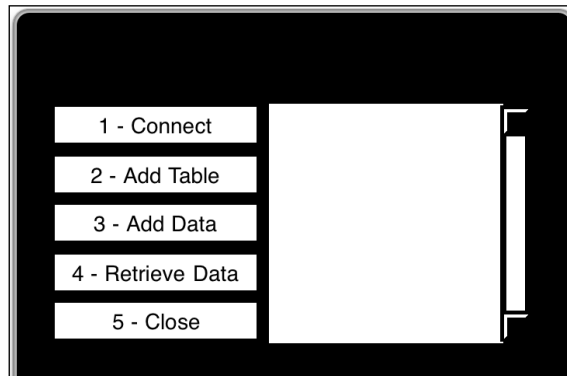 1 - Connect
2 - Add Table
3 - Add Data
4 - Retrieve Data
5 - Close